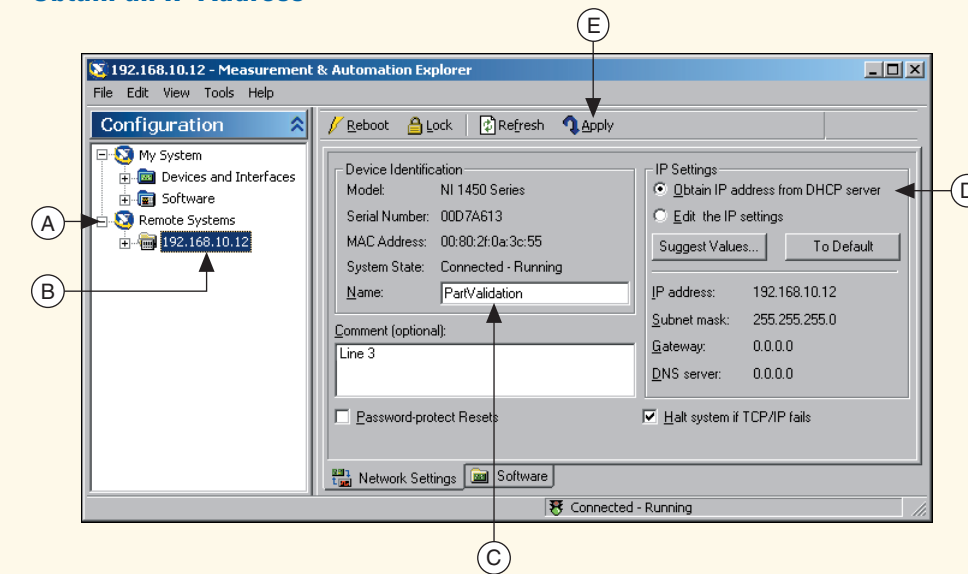 Obtain an IP Address
E
192.168.10.12 - Measurement & Automation Explorer
File Edit View Tools Help
Configuration
Reboot Lock Refresh Apply
My System
Devices and Interfaces
Software
Remote Systems
192.168.10.12
A
B
Device Identification
Model: NI 1450 Series
Serial Number: 00D7A613
MAC Address: 00:80:2f:0a:3c:55
System State: Connected - Running
Name: PartValidation
Comment (optional):
Line 3
Password-protect Resets
IP Settings
Obtain IP address from DHCP server
Edit the IP settings
Suggest Values... To Default
IP address: 192.168.10.12
Subnet mask: 255.255.255.0
Gateway: 0.0.0.0
DNS server: 0.0.0.0
Halt system if TCP/IP fails
D
Network Settings Software
Connected - Running
C